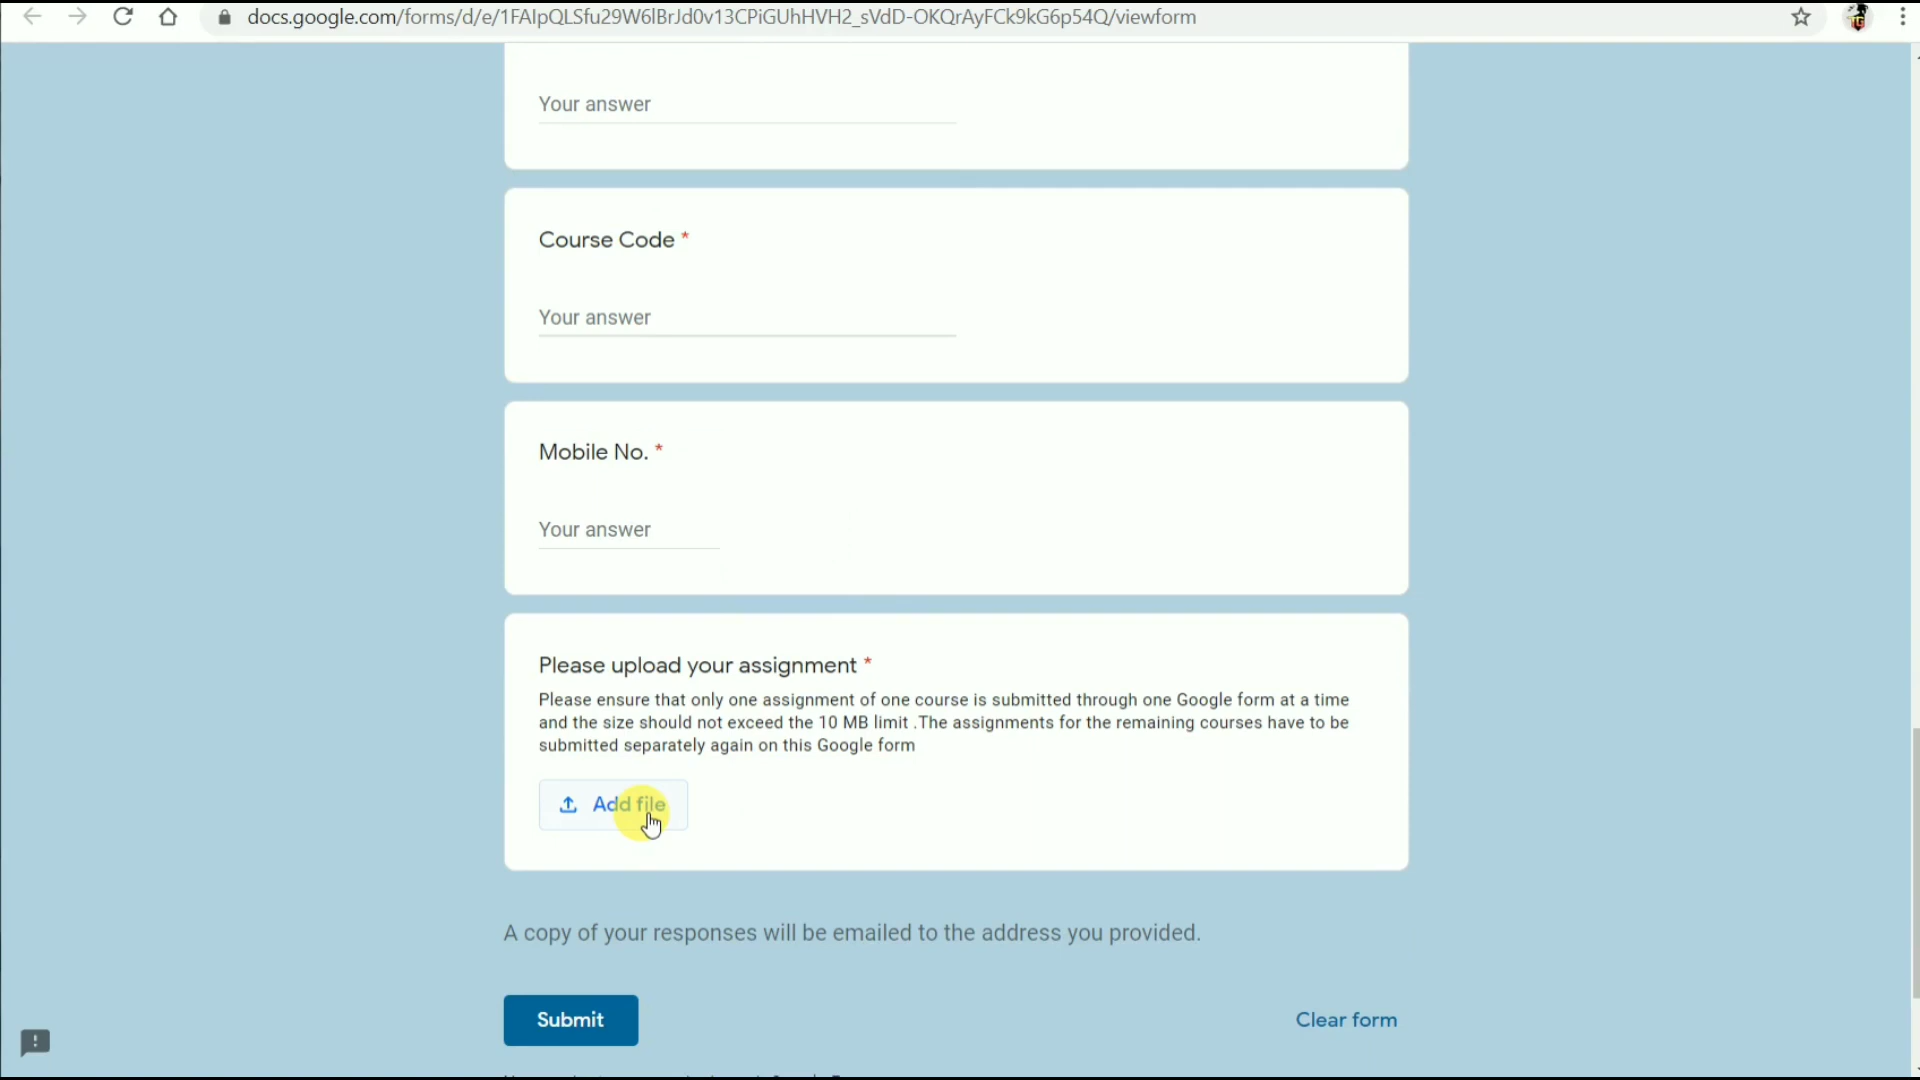 docs.google.com/forms/d/e/1FAIpQLSfu29W6lBrJd0v13CPiGUhHVH2_sVdD-OKQrAyFCk9kG6p54Q/viewform
Your answer
Course Code *
Your answer
Mobile No. *
Your answer
Please upload your assignment *
Please ensure that only one assignment of one course is submitted through one Google form at a time
and the size should not exceed the 10 MB limit .The assignments for the remaining courses have to be
submitted separately again on this Google form
Add file
A copy of your responses will be emailed to the address you provided.
Submit
Clear form